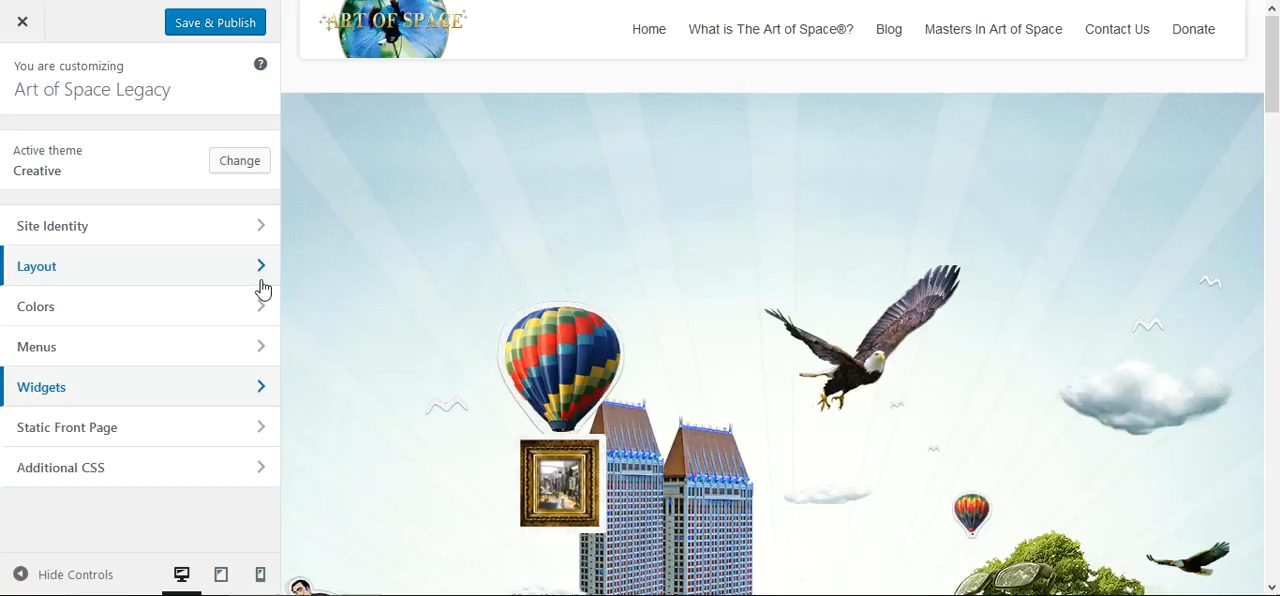 Save & Publish
You are customizing
Art of Space Legacy
Active theme
Creative
Change
Site Identity
Layout
Colors
Menus
Widgets
Static Front Page
Additional CSS
Hide Controls
ART OF SPACE
Home
What is The Art of Space®?
Blog
Masters In Art of Space
Contact Us
Donate